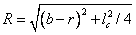 R = √((b − r)² + l_c² / 4)